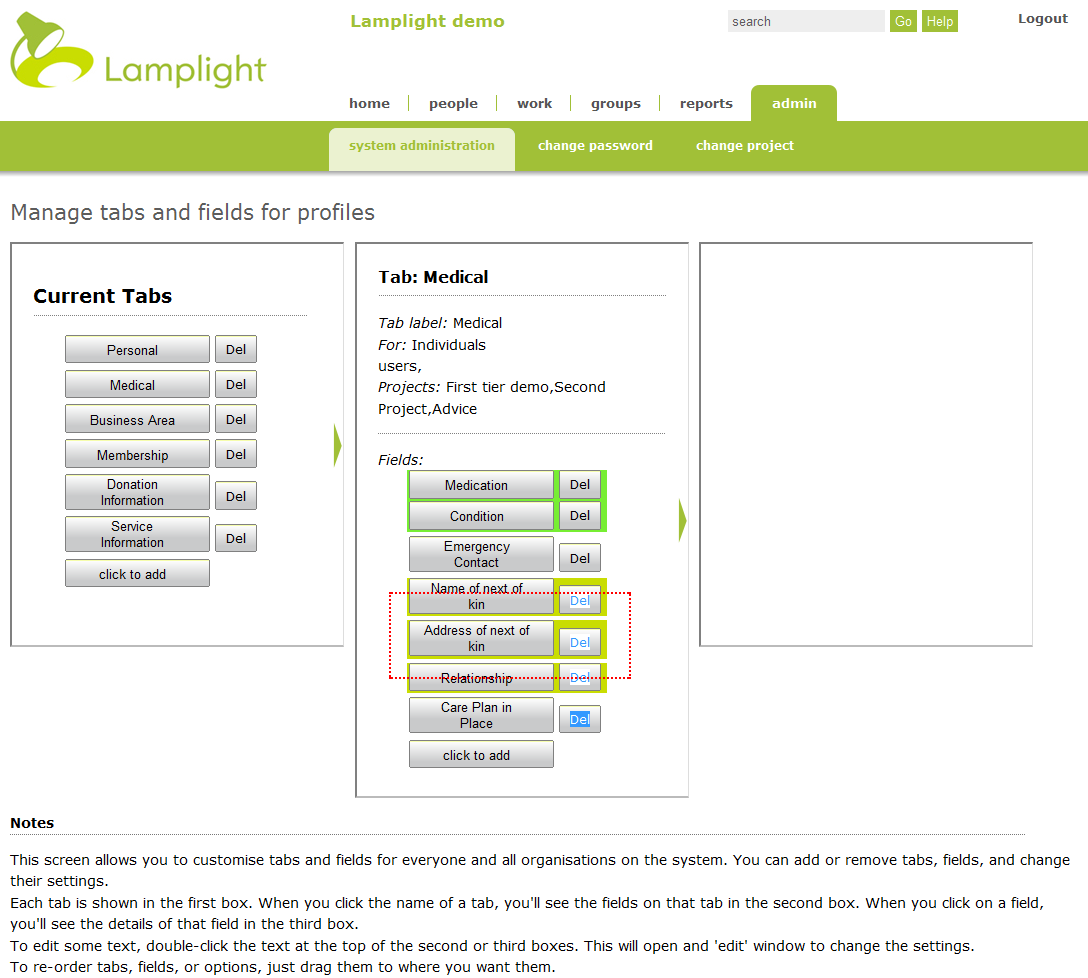 Lamplight
Lamplight demo
search
Go
Help
Logout
home
people
work
groups
reports
admin
system administration
change password
change project
Manage tabs and fields for profiles
Current Tabs
Personal Del
Medical Del
Business Area Del
Membership Del
Donation
Information Del
Service
Information Del
click to add
Tab: Medical
Tab label: Medical
For: Individuals
users,
Projects: First tier demo,Second
Project,Advice
Fields:
Medication Del
Condition Del
Emergency
Contact Del
Name of next of
kin Del
Address of next of
kin Del
Relationship Del
Care Plan in
Place Del
click to add
Notes
This screen allows you to customise tabs and fields for everyone and all organisations on the system. You can add or remove tabs, fields, and change
their settings.
Each tab is shown in the first box. When you click the name of a tab, you'll see the fields on that tab in the second box. When you click on a field,
you'll see the details of that field in the third box.
To edit some text, double-click the text at the top of the second or third boxes. This will open and 'edit' window to change the settings.
To re-order tabs, fields, or options, just drag them to where you want them.